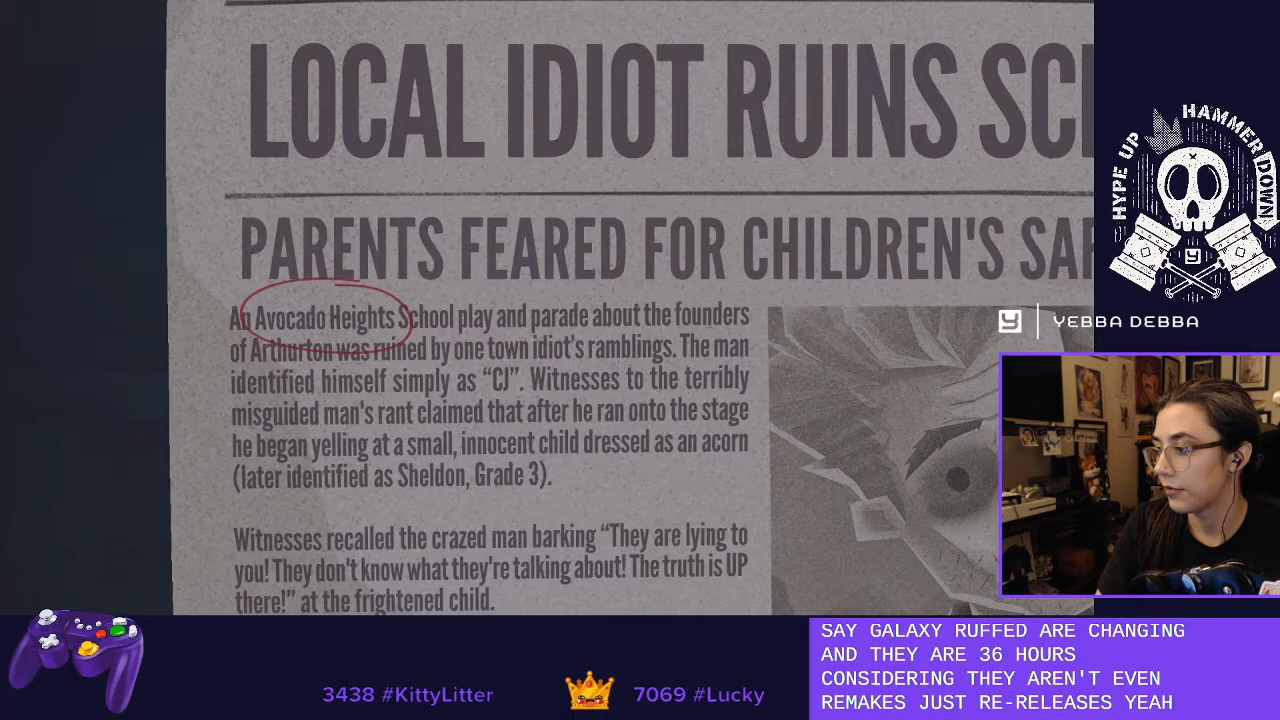 LOCAL IDIOT RUINS
PARENTS FEARED FOR CHILDREN'S
An Avocado Heights School play and parade about the founders
of Arthurton was ruined by one town idiot's ramblings. The man
identified himself simply as “CJ”. Witnesses to the terribly
misguided man's rant claimed that after he ran onto the stage
he began yelling at a small, innocent child dressed as an acorn
(later identified as Sheldon, Grade 3).
Witnesses recalled the crazed man barking “They are lying to
you! They don't know what they're talking about! The truth is UP
there!” at the frightened child.
HYPE UP
HAMMER DOWN
YEBBA DEBBA
3438 #KittyLitter
7069 #Lucky
SAY GALAXY RUFFED ARE CHANGING
AND THEY ARE 36 HOURS
CONSIDERING THEY AREN'T EVEN
REMAKES JUST RE-RELEASES YEAH